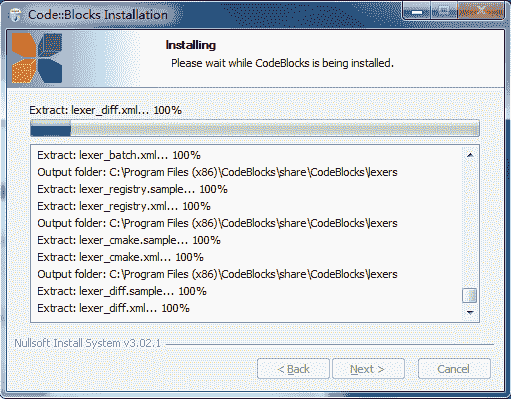 Code::Blocks Installation
Installing
Please wait while CodeBlocks is being installed.
Extract: lexer_diff.xml... 100%
Extract: lexer_batch.xml... 100%
Output folder: C:\Program Files (x86)\CodeBlocks\share\CodeBlocks\lexers
Extract: lexer_registry.sample... 100%
Extract: lexer_registry.xml... 100%
Output folder: C:\Program Files (x86)\CodeBlocks\share\CodeBlocks\lexers
Extract: lexer_cmake.sample... 100%
Extract: lexer_cmake.xml... 100%
Output folder: C:\Program Files (x86)\CodeBlocks\share\CodeBlocks\lexers
Extract: lexer_diff.sample... 100%
Extract: lexer_diff.xml... 100%
Nullsoft Install System v3.02.1
< Back
Next >
Cancel